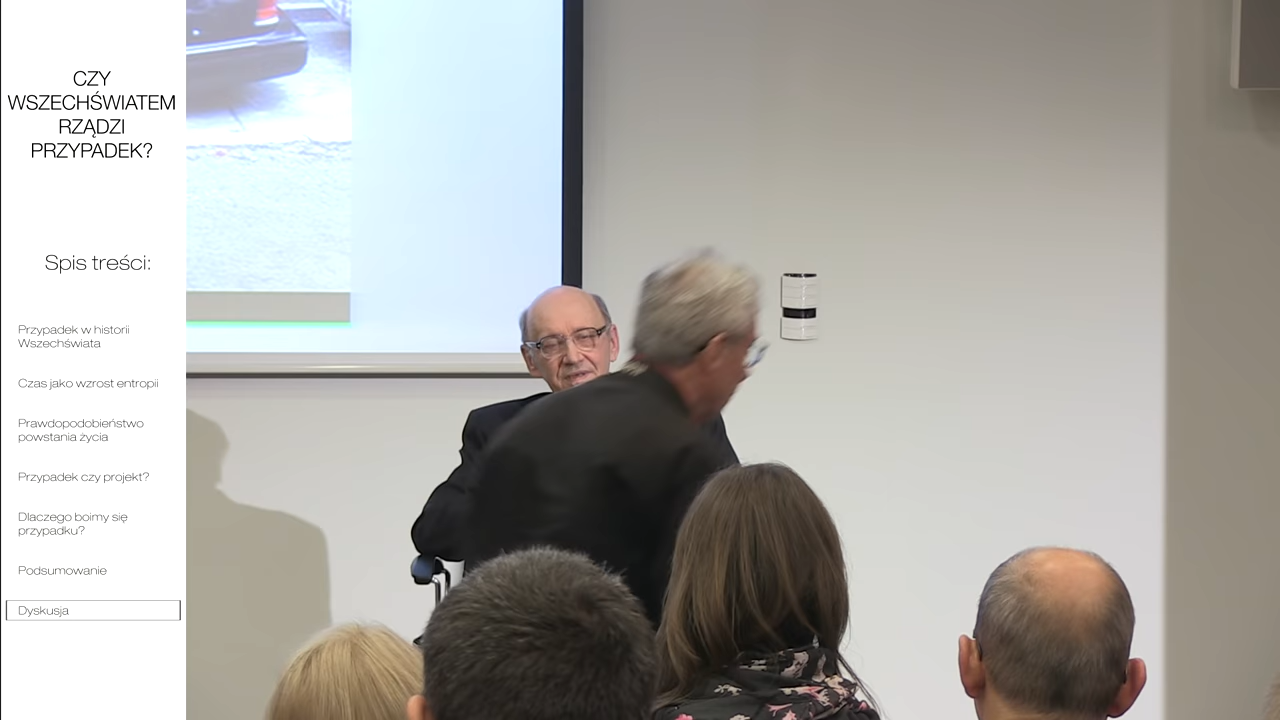 CZY
WSZECHŚWIATEM
RZĄDZI
PRZYPADEK?
Spis treści:
Przypadek w historii
Wszechświata
Czas jako wzrost entropii
Prawdopodobieństwo
powstania życia
Przypadek czy projekt?
Dlaczego boimy się
przypadku?
Podsumowanie
Dyskusja